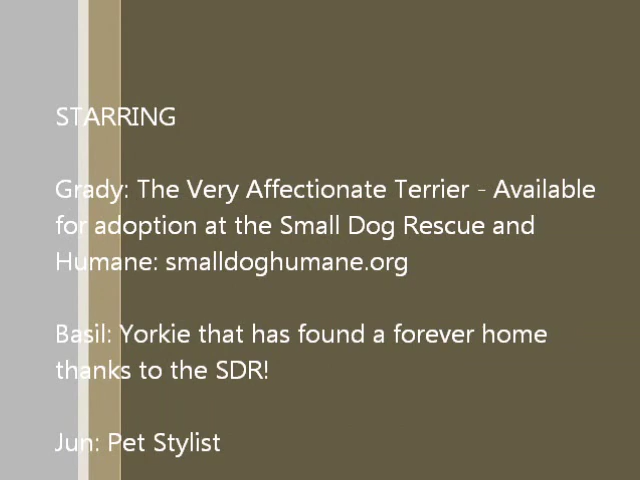 STARRING
Grady: The Very Affectionate Terrier - Available
for adoption at the Small Dog Rescue and
Humane: smalldoghumane.org
Basil: Yorkie that has found a forever home
thanks to the SDR!
Jun: Pet Stylist